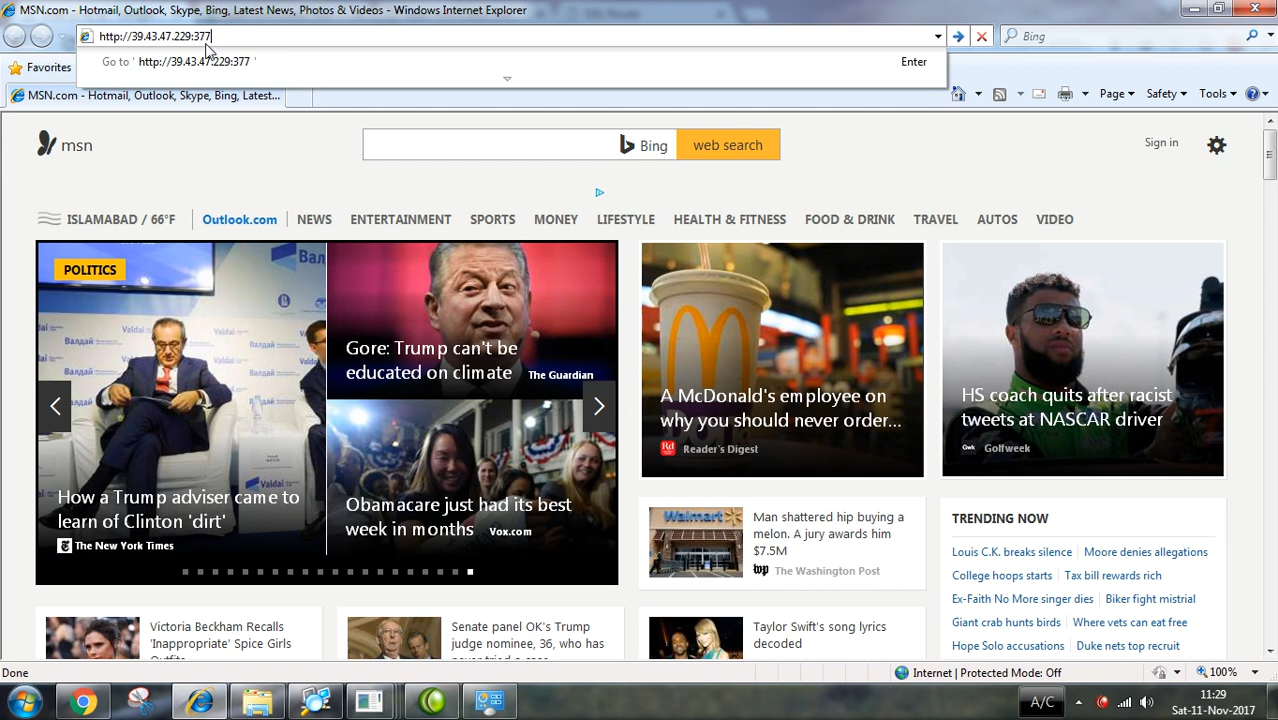 MSN.com - Hotmail, Outlook, Skype, Bing, Latest News, Photos & Videos - Windows Internet Explorer
http://39.43.47.229:377
Bing
Go to ' http://39.43.47.229:377 '
Enter
Favorites
MSN.com - Hotmail, Outlook, Skype, Bing, Latest...
Page
Safety
Tools
msn
Bing
web search
Sign in
ISLAMABAD / 66°F
Outlook.com
NEWS
ENTERTAINMENT
SPORTS
MONEY
LIFESTYLE
HEALTH & FITNESS
FOOD & DRINK
TRAVEL
AUTOS
VIDEO
POLITICS
Валдай
Valdai
How a Trump adviser came to
learn of Clinton 'dirt'
The New York Times
Gore: Trump can't be
educated on climate The Guardian
Obamacare just had its best
week in months Vox.com
A McDonald's employee on
why you should never order...
Rd Reader's Digest
HS coach quits after racist
tweets at NASCAR driver
Gwk Golfweek
Walmart
Man shattered hip buying a
melon. A jury awards him
$7.5M
wp The Washington Post
TRENDING NOW
Louis C.K. breaks silence
Moore denies allegations
College hoops starts
Tax bill rewards rich
Ex-Faith No More singer dies
Biker fight mistrial
Giant crab hunts birds
Where vets can eat free
Hope Solo accusations
Duke nets top recruit
Victoria Beckham Recalls
'Inappropriate' Spice Girls
Outfits
Senate panel OK's Trump
judge nominee, 36, who has
never tried a case
Taylor Swift's song lyrics
decoded
Done
Internet | Protected Mode: Off
100%
A/C
11:29
Sat-11-Nov-2017